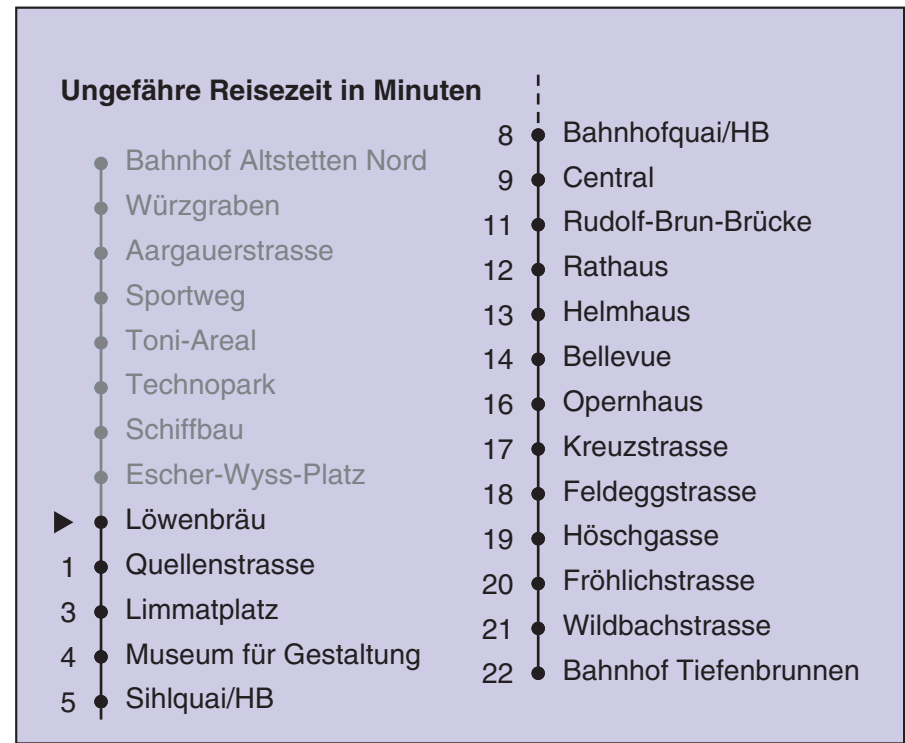 Ungefähre Reisezeit in Minuten
Bahnhof Altstetten Nord
Würzgraben
Aargauerstrasse
Sportweg
Toni-Areal
Technopark
Schiffbau
Escher-Wyss-Platz
Löwenbräu
1 Quellenstrasse
3 Limmatplatz
4 Museum für Gestaltung
5 Sihlquai/HB
8 Bahnhofquai/HB
9 Central
11 Rudolf-Brun-Brücke
12 Rathaus
13 Helmhaus
14 Bellevue
16 Opernhaus
17 Kreuzstrasse
18 Feldeggstrasse
19 Höschgasse
20 Fröhlichstrasse
21 Wildbachstrasse
22 Bahnhof Tiefenbrunnen